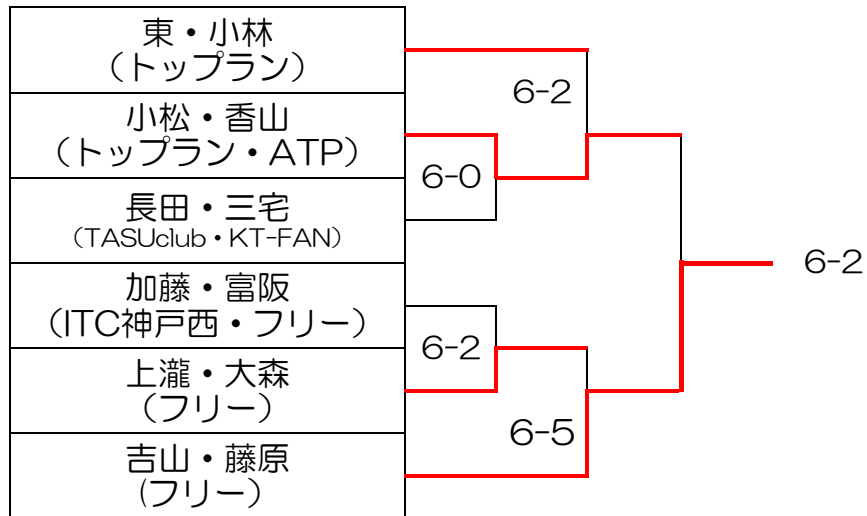 東・小林
（トップラン）
小松・香山
（トップラン・ATP）
長田・三宅
（TASUclub・KT-FAN）
加藤・富阪
（ITC神戸西・フリー）
上瀧・大森
（フリー）
吉山・藤原
（フリー）
6-2
6-0
6-2
6-2
6-5